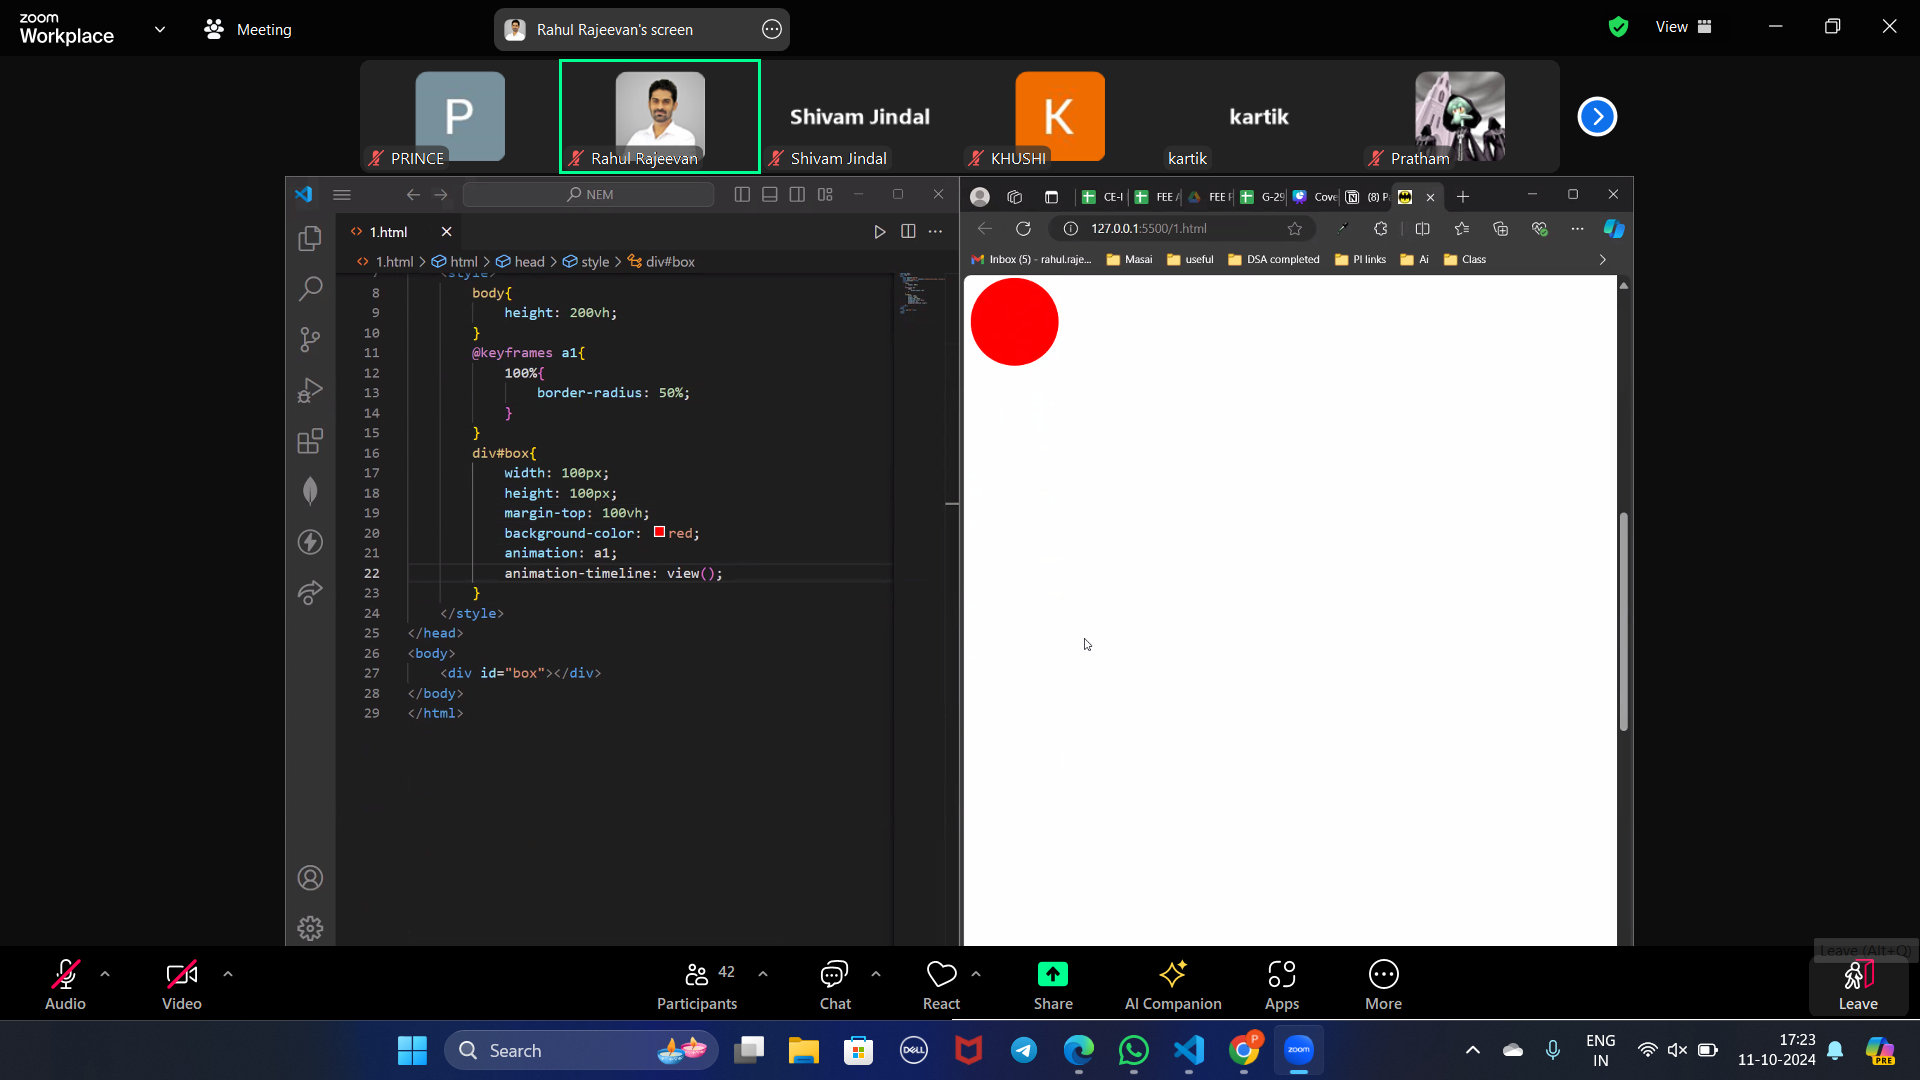 zoom
Workplace
Meeting
Rahul Rajeevan's screen
View
P
PRINCE
Rahul Rajeevan
Shivam Jindal
Shivam Jindal
K
KHUSHI
kartik
kartik
Pratham
NEM
1.html
1.html > html > head > style > div#box
7 <style>
8 body{
9 height: 200vh;
10 }
11 @keyframes a1{
12 100%{
13 border-radius: 50%;
14 }
15 }
16 div#box{
17 width: 100px;
18 height: 100px;
19 margin-top: 100vh;
20 background-color: red;
21 animation: a1;
22 animation-timeline: view();
23 }
24 </style>
25 </head>
26 <body>
27 <div id="box"></div>
28 </body>
29 </html>
CE-I
FEE /
FEE F
G-29
Cove
(8) P
127.0.0.1:5500/1.html
Inbox (5) - rahul.raje...
Masai
useful
DSA completed
PI links
Ai
Class
Leave (Alt+Q)
Audio
Video
42
Participants
Chat
React
Share
AI Companion
Apps
More
Leave
Search
DELL
P
zoom
ENG
IN
17:23
11-10-2024
PRE